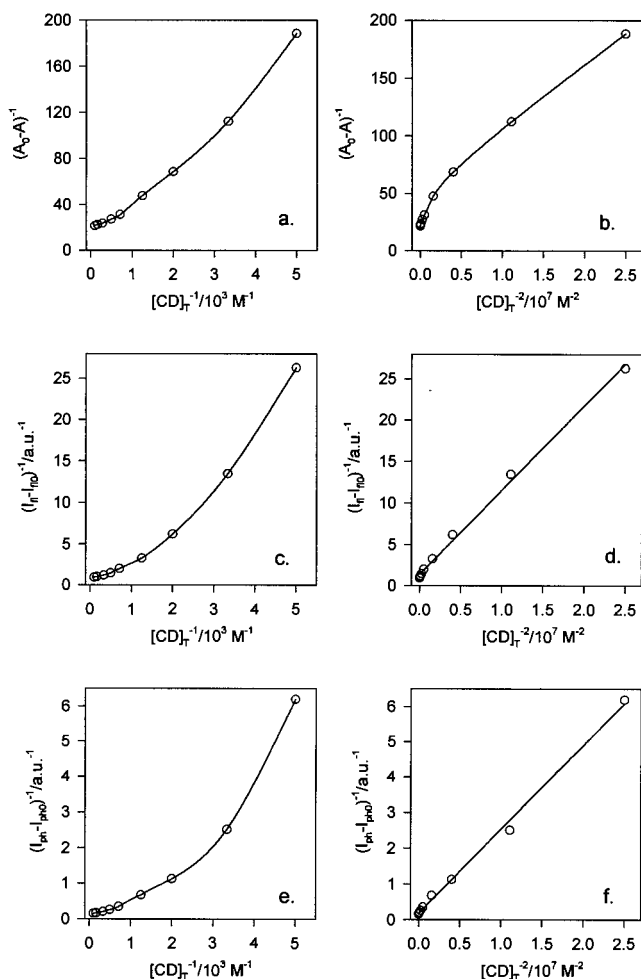 200
160
120
80
40
0
(A₀-A)⁻¹
a.
0 1 2 3 4 5
[CD]T⁻¹/10³ M⁻¹
200
150
100
50
0
(A₀-A)⁻¹
b.
0.0 0.5 1.0 1.5 2.0 2.5
[CD]T⁻²/10⁷ M⁻²
25
20
15
10
5
0
(Ifl-Ifl0)⁻¹/a.u.⁻¹
c.
0 1 2 3 4 5
[CD]T⁻¹/10³ M⁻¹
25
20
15
10
5
0
(Ifl-Ifl0)⁻¹/a.u.⁻¹
d.
0.0 0.5 1.0 1.5 2.0 2.5
[CD]T⁻²/10⁷ M⁻²
6
5
4
3
2
1
0
(Iph-Iph0)⁻¹/a.u.⁻¹
e.
0 1 2 3 4 5
[CD]T⁻¹/10³ M⁻¹
6
5
4
3
2
1
0
(Iph-Iph0)⁻¹/a.u.⁻¹
f.
0.0 0.5 1.0 1.5 2.0 2.5
[CD]T⁻²/10⁷ M⁻²